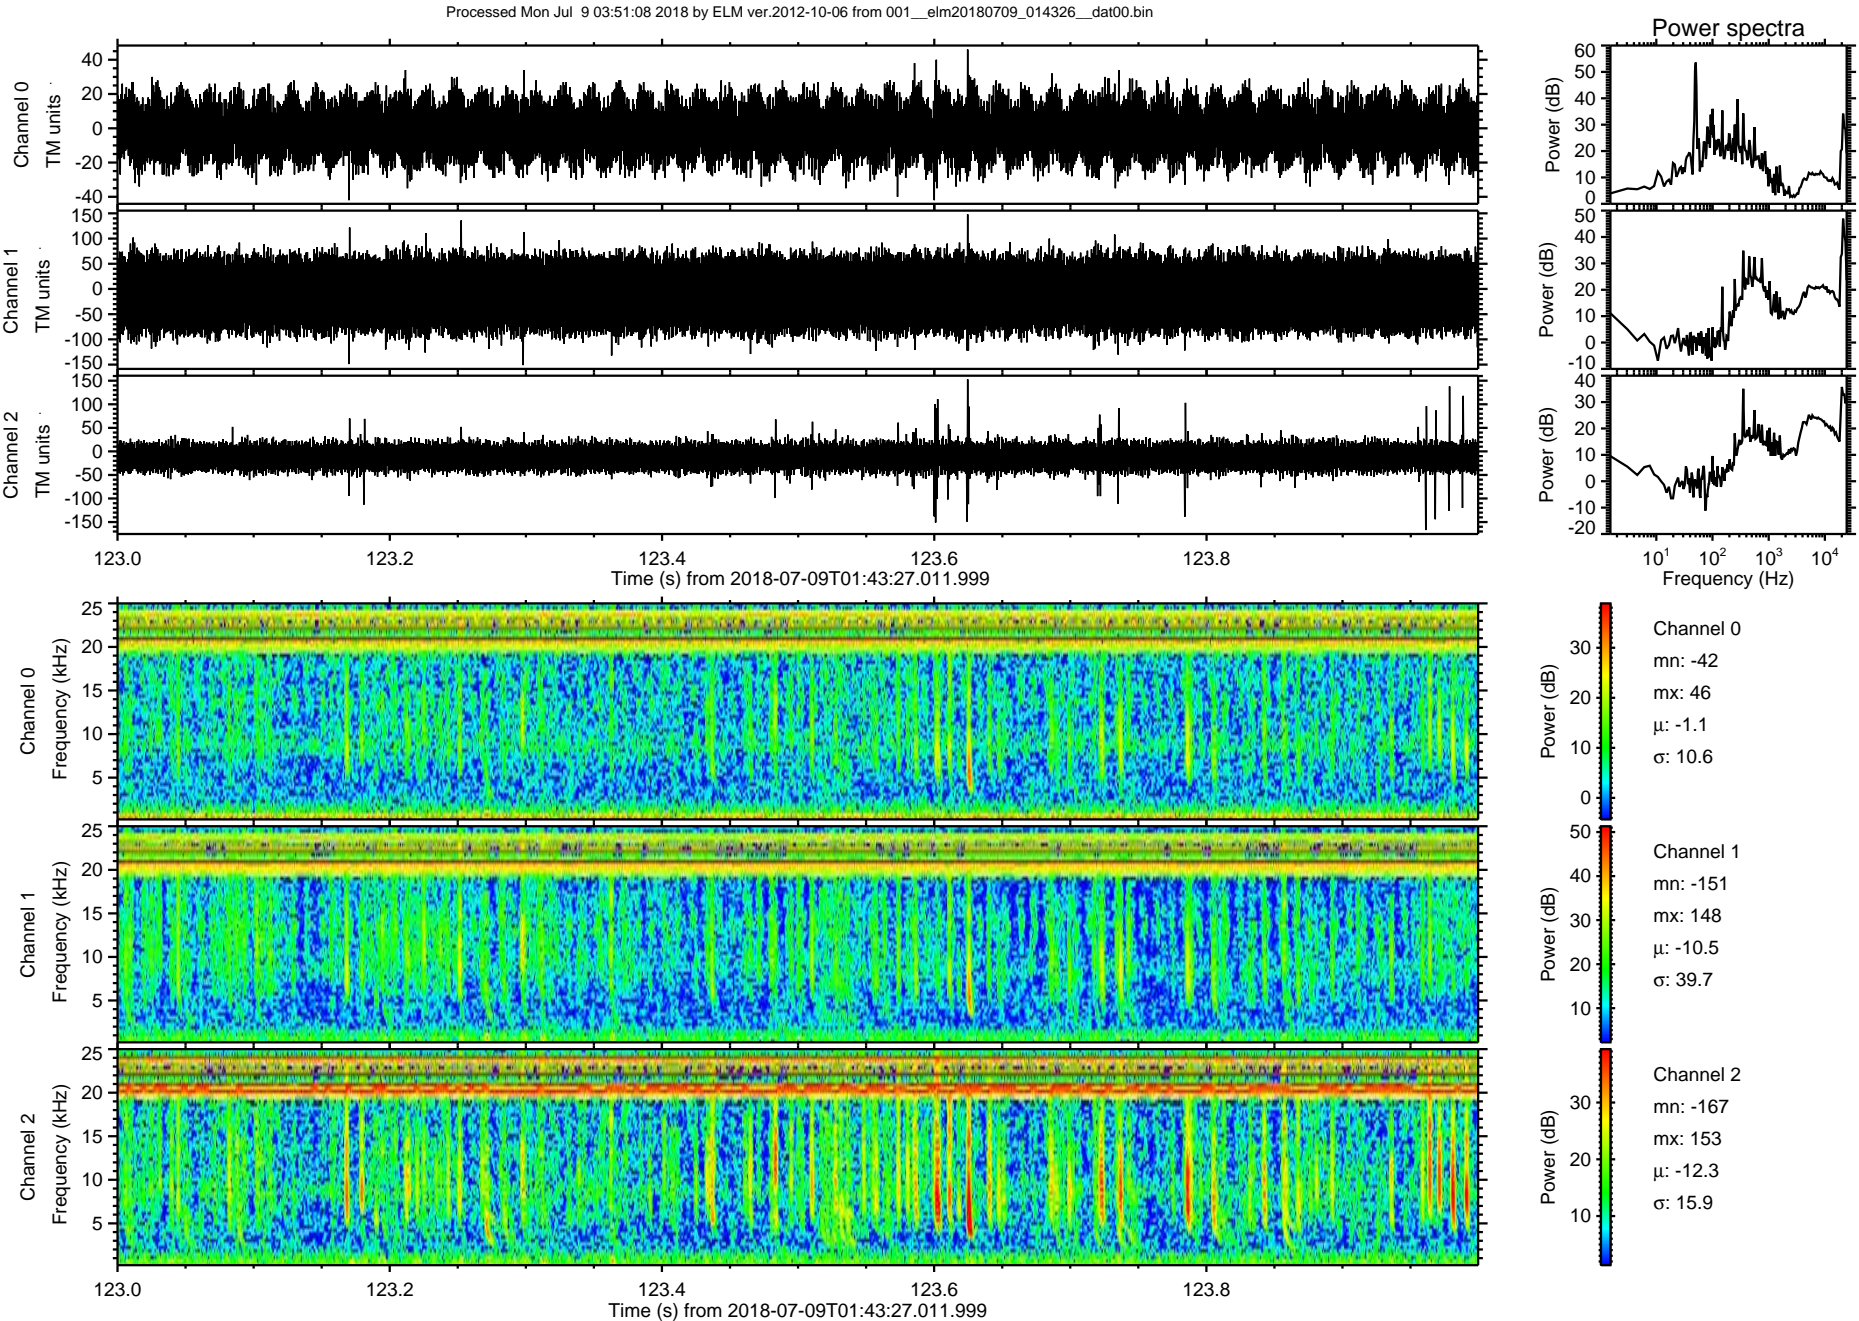 Processed Mon Jul  9 03:51:08 2018 by ELM ver.2012-10-06 from 001__elm20180709_014326__dat00.bin
Power spectra
Channel 0
TM units
40
20
0
-20
-40
Power (dB)
60
50
40
30
20
10
0
Channel 1
TM units
150
100
50
0
-50
-100
-150
Power (dB)
50
40
30
20
10
0
-10
Channel 2
TM units
150
100
50
0
-50
-100
-150
Power (dB)
40
30
20
10
0
-10
-20
123.0 123.2 123.4 123.6 123.8
Time (s) from 2018-07-09T01:43:27.011.999
10^1 10^2 10^3 10^4
Frequency (Hz)
Channel 0
Frequency (kHz)
25
20
15
10
5
Power (dB)
30
20
10
0
Channel 0
mn: -42
mx: 46
µ: -1.1
σ: 10.6
Channel 1
Frequency (kHz)
25
20
15
10
5
Power (dB)
50
40
30
20
10
Channel 1
mn: -151
mx: 148
µ: -10.5
σ: 39.7
Channel 2
Frequency (kHz)
25
20
15
10
5
Power (dB)
30
20
10
Channel 2
mn: -167
mx: 153
µ: -12.3
σ: 15.9
123.0 123.2 123.4 123.6 123.8
Time (s) from 2018-07-09T01:43:27.011.999